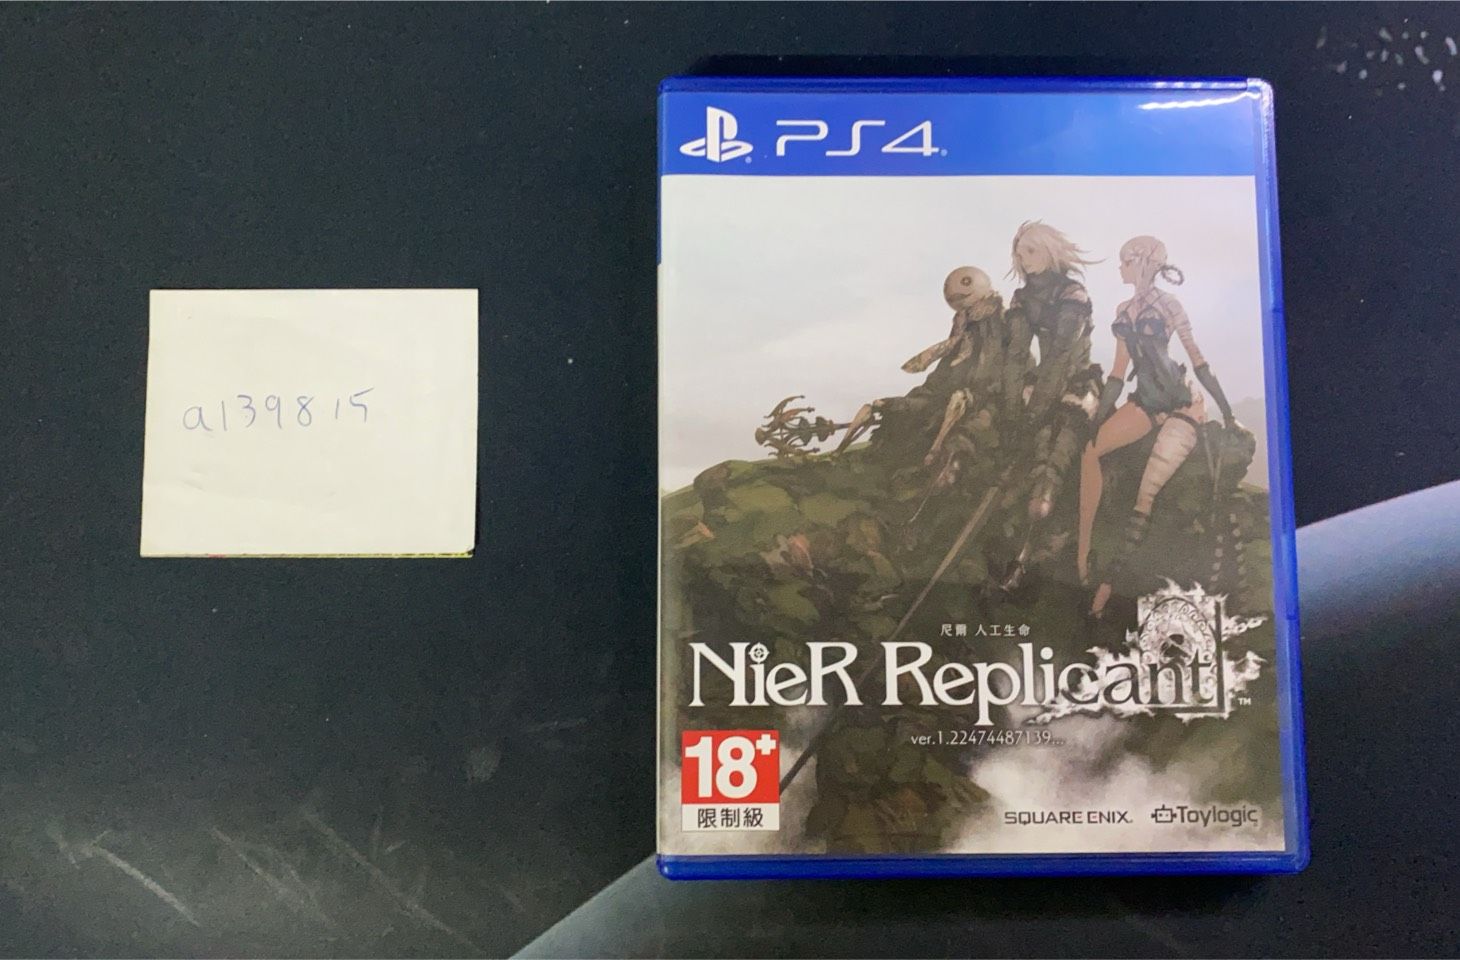 a139815
PS4
尼爾 人工生命
NieR Replicant™
ver.1.22474487139...
18+
限制級
SQUARE ENIX.
Toylogic